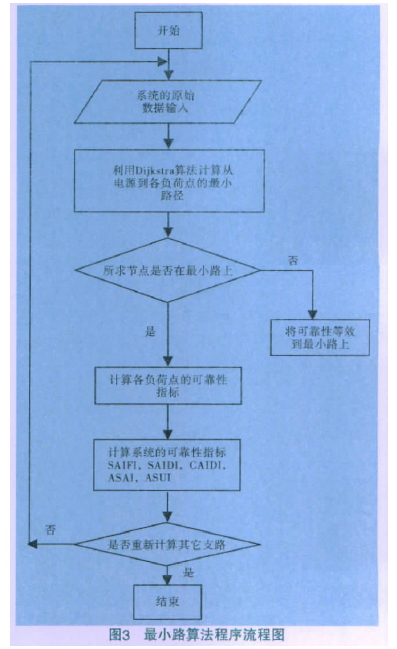 开始
系统的原始
数据输入
利用Dijkstra算法计算从
电源到各负荷点的最小
路径
所求节点是否在最小路上
否
是
将可靠性等效
到最小路上
计算各负荷点的可靠性
指标
计算系统的可靠性指标
SAIFI, SAIDI, CAIDI,
ASAI, ASUI
否
是否重新计算其它支路
是
结束
图3 最小路算法程序流程图